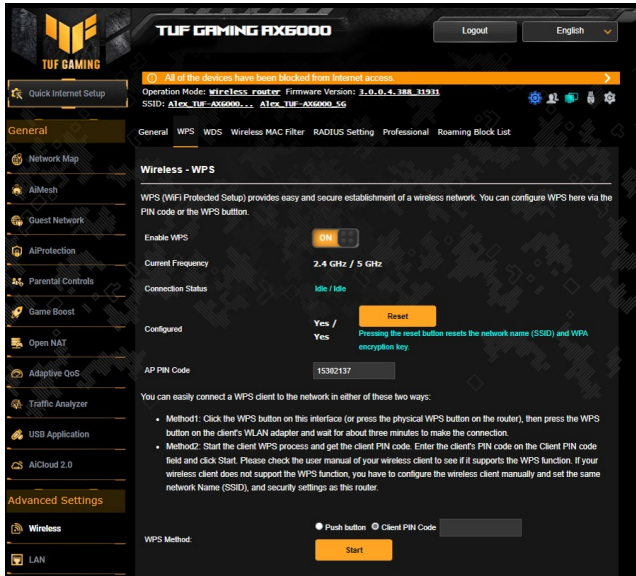 TUF GAMING
TUF GAMING AX6000
Logout
English
All of the devices have been blocked from Internet access.
Operation Mode: Wireless router Firmware Version: 3.0.0.4.388_31931
SSID: Alex_TUF-AX6000... Alex_TUF-AX6000_5G
Quick Internet Setup
General
Network Map
AiMesh
Guest Network
AiProtection
Parental Controls
Game Boost
Open NAT
Adaptive QoS
Traffic Analyzer
USB Application
AiCloud 2.0
Advanced Settings
Wireless
LAN
General WPS WDS Wireless MAC Filter RADIUS Setting Professional Roaming Block List
Wireless - WPS
WPS (WiFi Protected Setup) provides easy and secure establishment of a wireless network. You can configure WPS here via the
PIN code or the WPS buttton.
Enable WPS ON
Current Frequency 2.4 GHz / 5 GHz
Connection Status Idle / Idle
Configured
Yes /
Yes
Reset
Pressing the reset button resets the network name (SSID) and WPA
encryption key.
AP PIN Code 15302137
You can easily connect a WPS client to the network in either of these two ways:
• Method1: Click the WPS button on this interface (or press the physical WPS button on the router), then press the WPS
button on the client's WLAN adapter and wait for about three minutes to make the connection.
• Method2: Start the client WPS process and get the client PIN code. Enter the client's PIN code on the Client PIN code
field and click Start. Please check the user manual of your wireless client to see if it supports the WPS function. If your
wireless client does not support the WPS function, you have to configure the wireless client manually and set the same
network Name (SSID), and security settings as this router.
WPS Method:
Push button Client PIN Code
Start